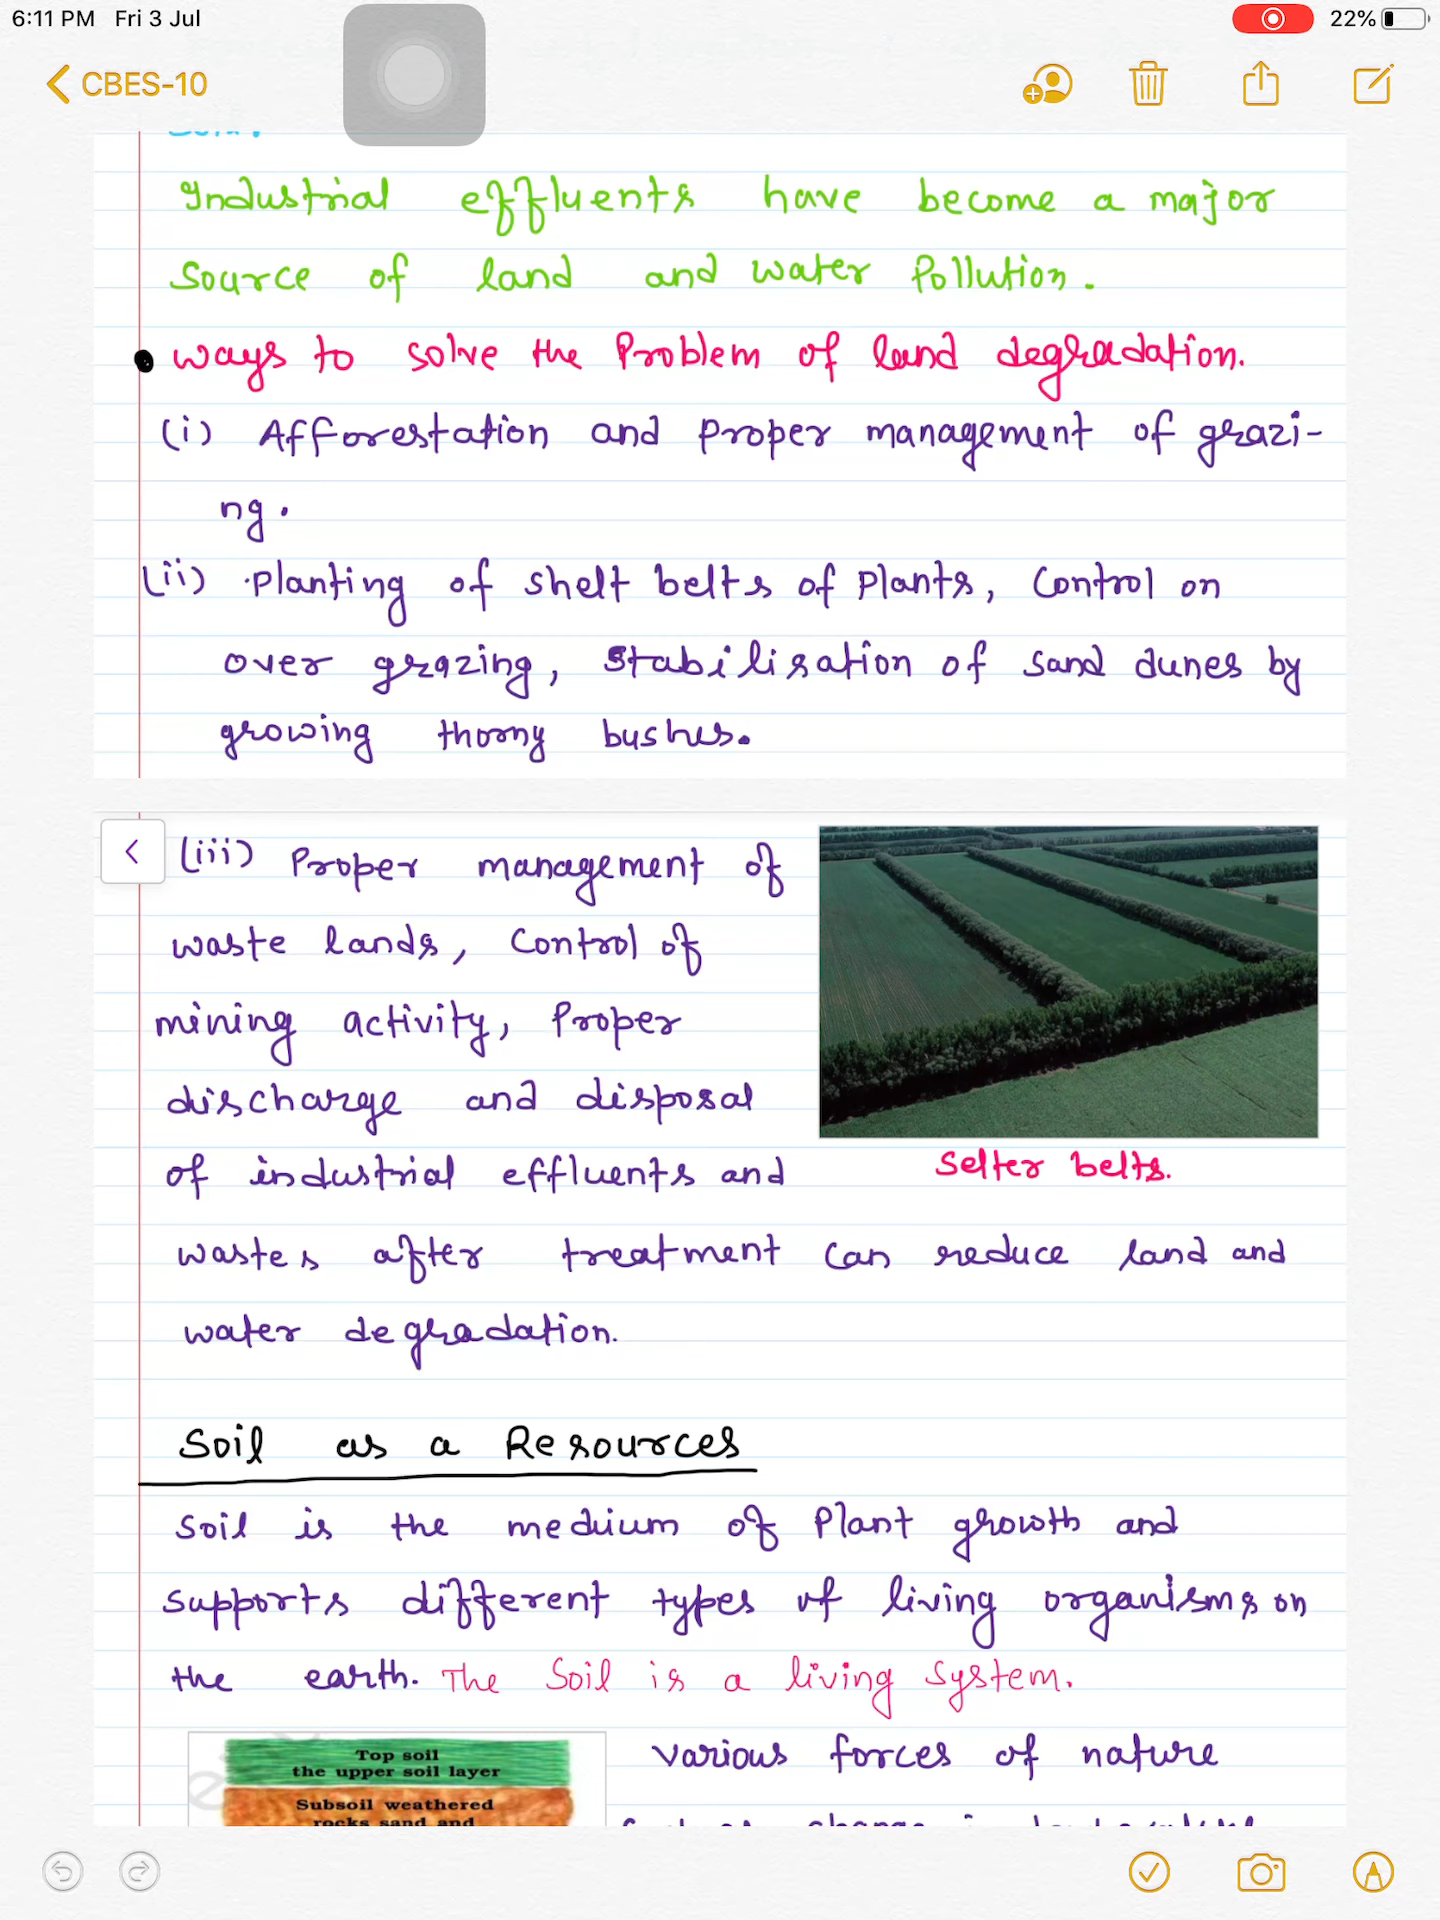 6:11 PM Fri 3 Jul
22%
CBES-10
Industrial effluents have become a major
source of land and water Pollution.
ways to solve the Problem of land degradation.
(i) Afforestation and proper management of grazi-
ng.
(ii) Planting of shelt belts of plants, Control on
over grazing, stabilisation of sand dunes by
growing thorny bushes.
(iii) Proper management of
waste lands, Control of
mining activity, Proper
discharge and disposal
of industrial effluents and
Selter belts.
wastes after treatment can reduce land and
water degradation.
Soil as a Resources
Soil is the medium of Plant growth and
supports different types of living organisms on
the earth. The Soil is a living system.
Top soil
the upper soil layer
various forces of nature
Subsoil weathered
rocks sand and